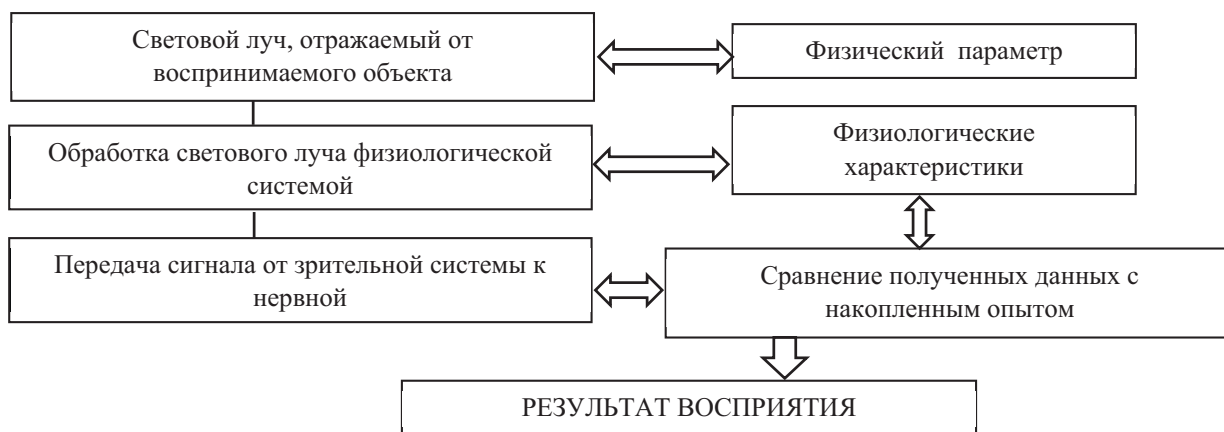 Световой луч, отражаемый от
воспринимаемого объекта
Физический параметр
Обработка светового луча физиологической
системой
Физиологические
характеристики
Передача сигнала от зрительной системы к
нервной
Сравнение полученных данных с
накопленным опытом
РЕЗУЛЬТАТ ВОСПРИЯТИЯ